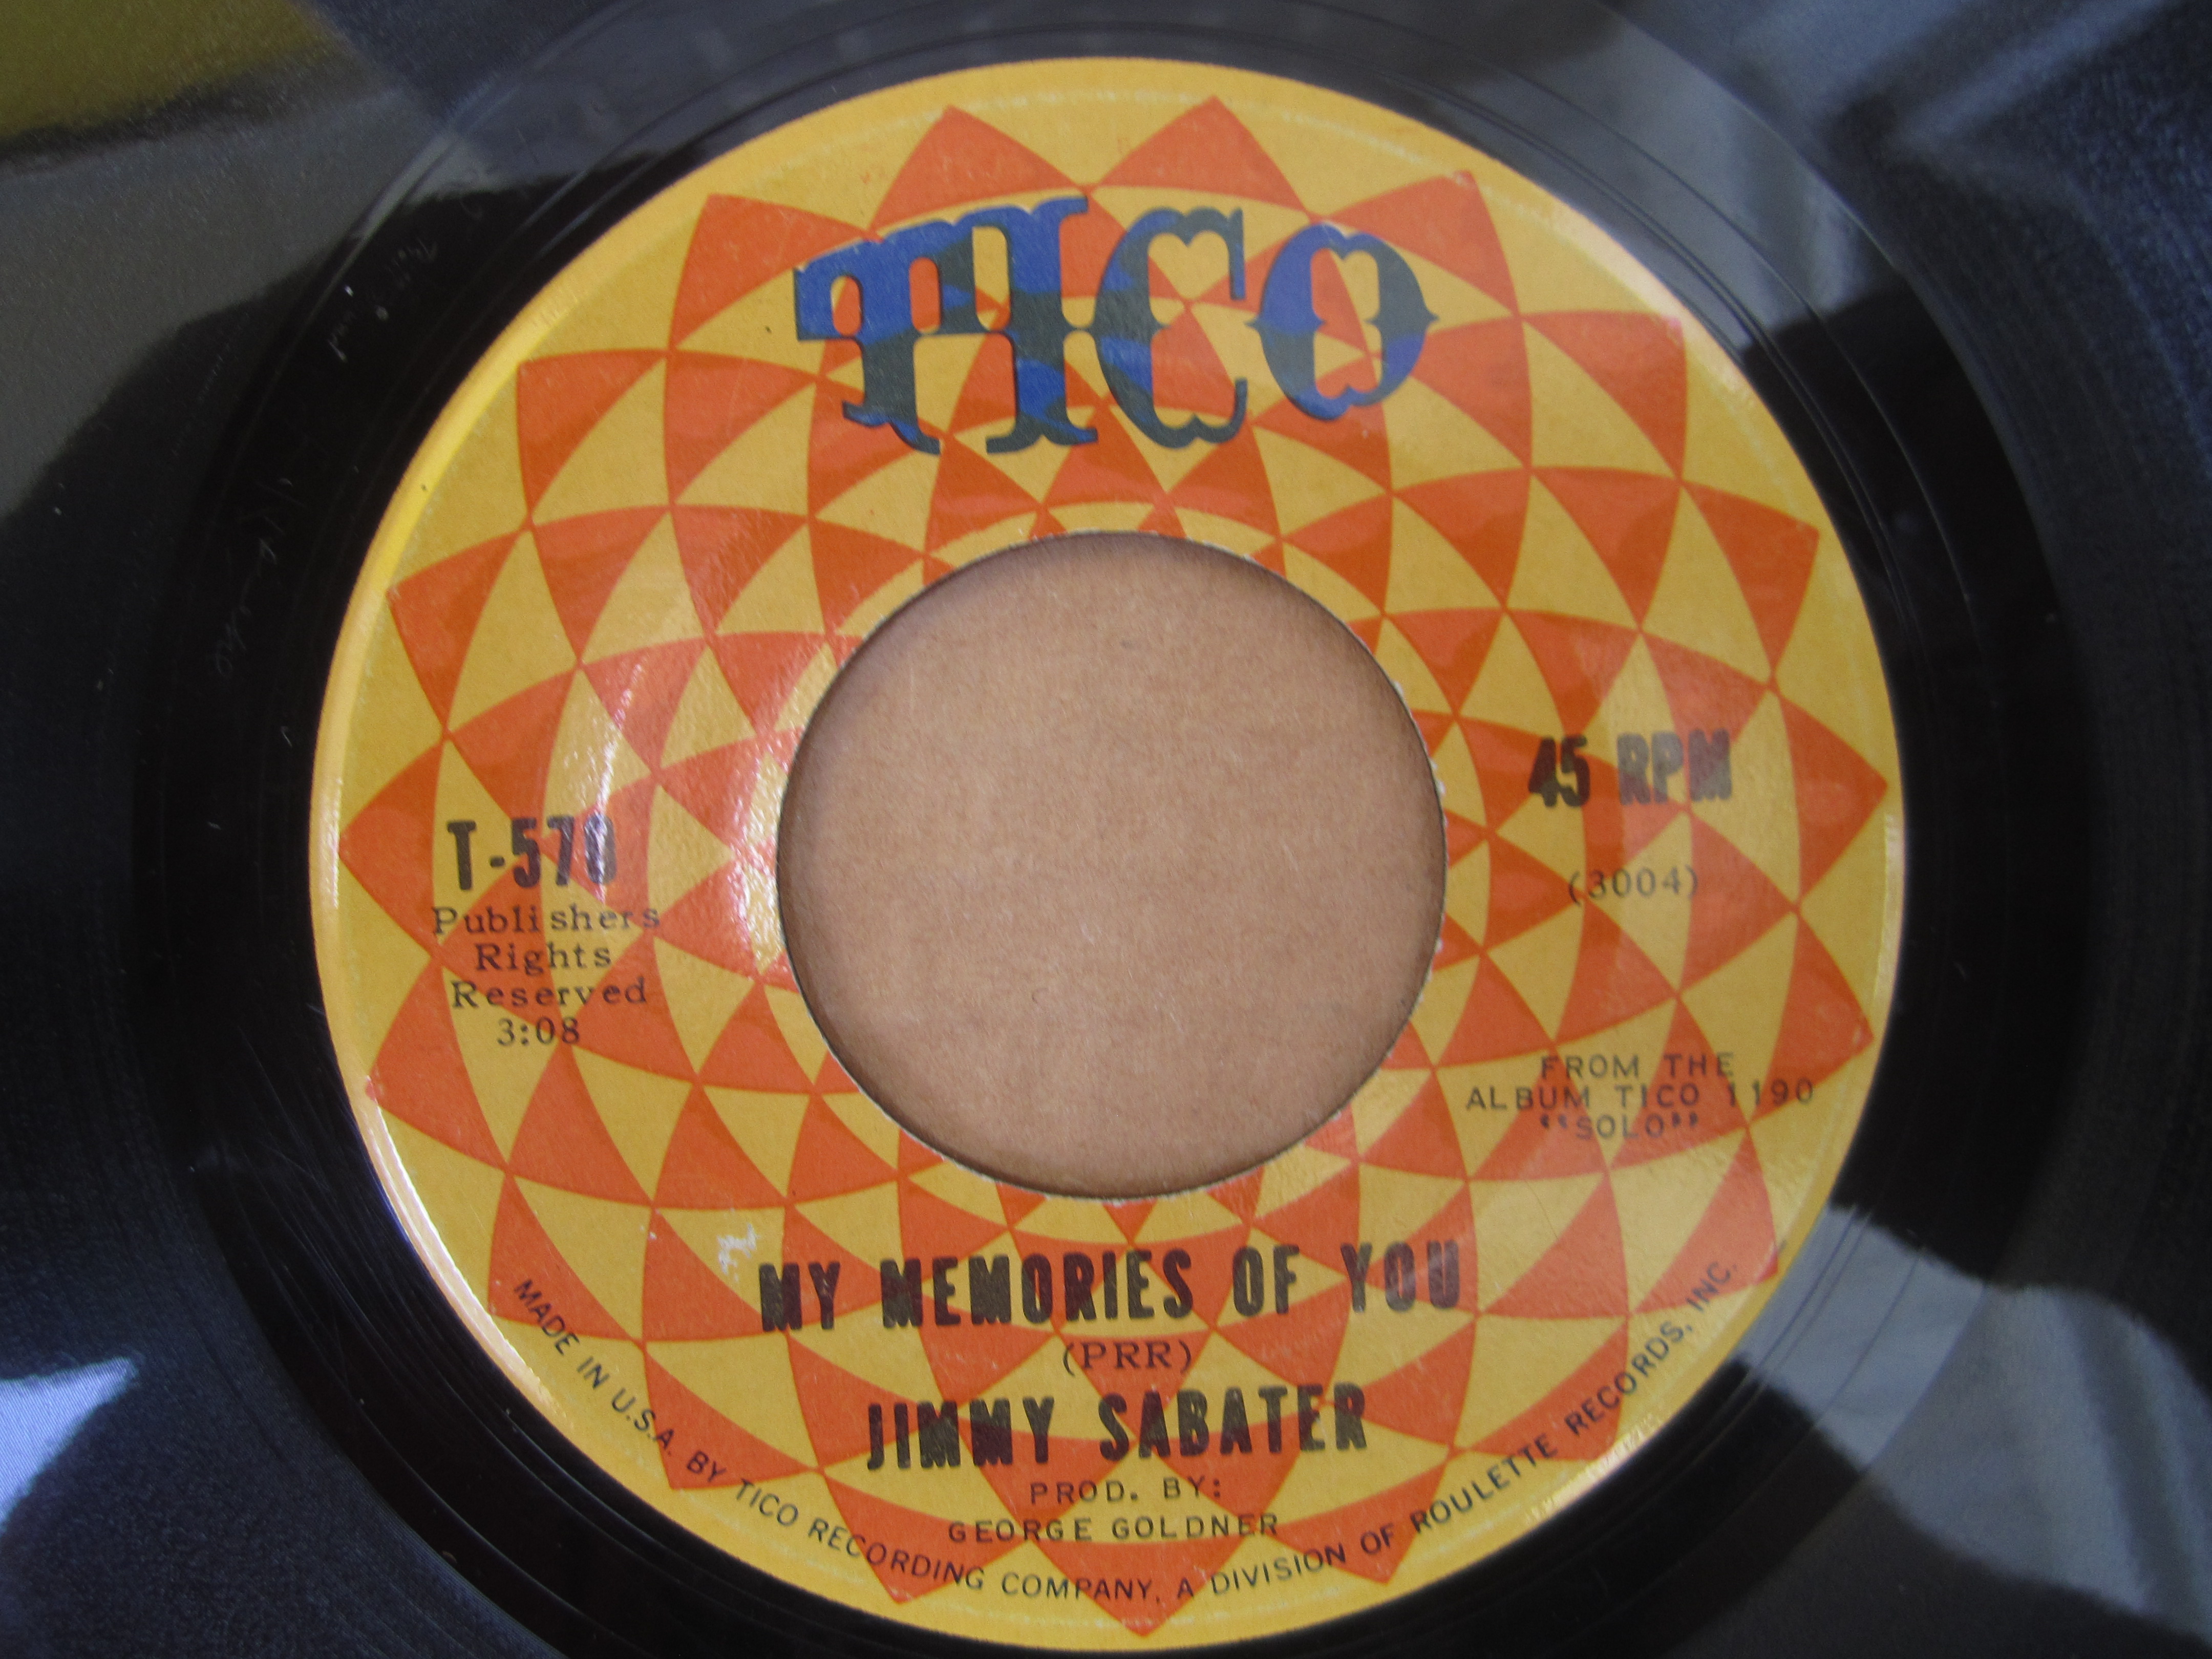 TICO
45 RPM
(3004)
T-570
Publishers
Rights
Reserved
3:08
FROM THE
ALBUM TICO 1190
"SOLO"
MY MEMORIES OF YOU
(PRR)
JIMMY SABATER
PROD. BY:
GEORGE GOLDNER
MADE IN U.S.A. BY TICO RECORDING COMPANY, A DIVISION OF ROULETTE RECORDS, INC.